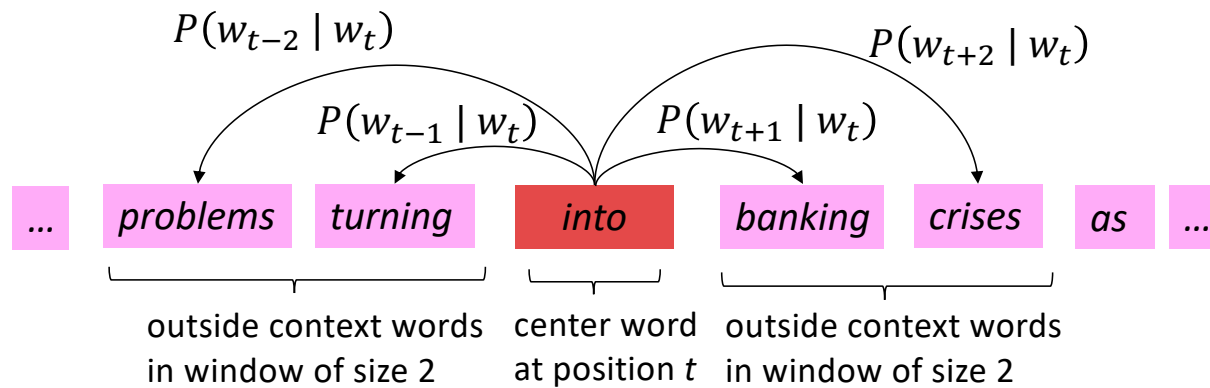 P(w_{t−2} | w_t)
P(w_{t+2} | w_t)
P(w_{t−1} | w_t)
P(w_{t+1} | w_t)
... problems turning into banking crises as ...
outside context words
in window of size 2
center word
at position t
outside context words
in window of size 2